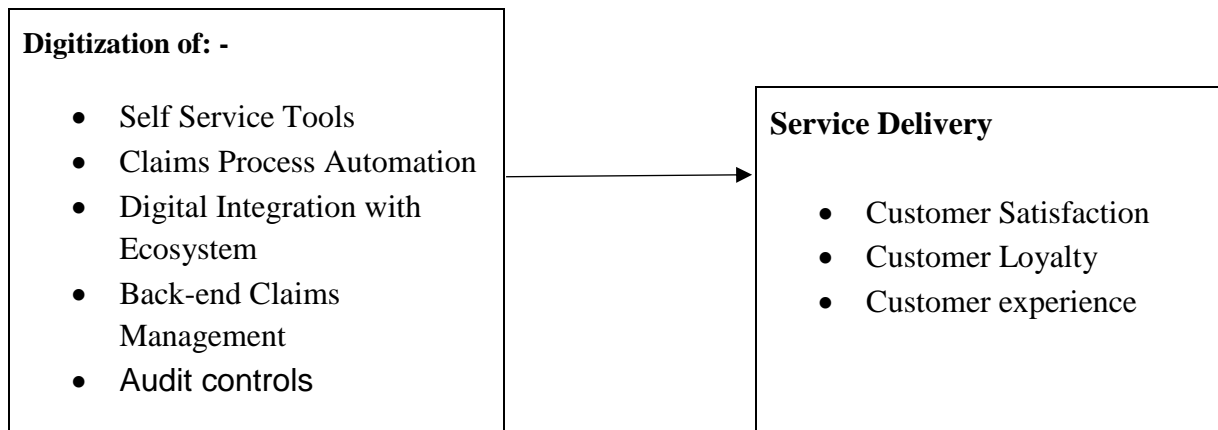 Digitization of: -
• Self Service Tools
• Claims Process Automation
• Digital Integration with
Ecosystem
• Back-end Claims
Management
• Audit controls
Service Delivery
• Customer Satisfaction
• Customer Loyalty
• Customer experience